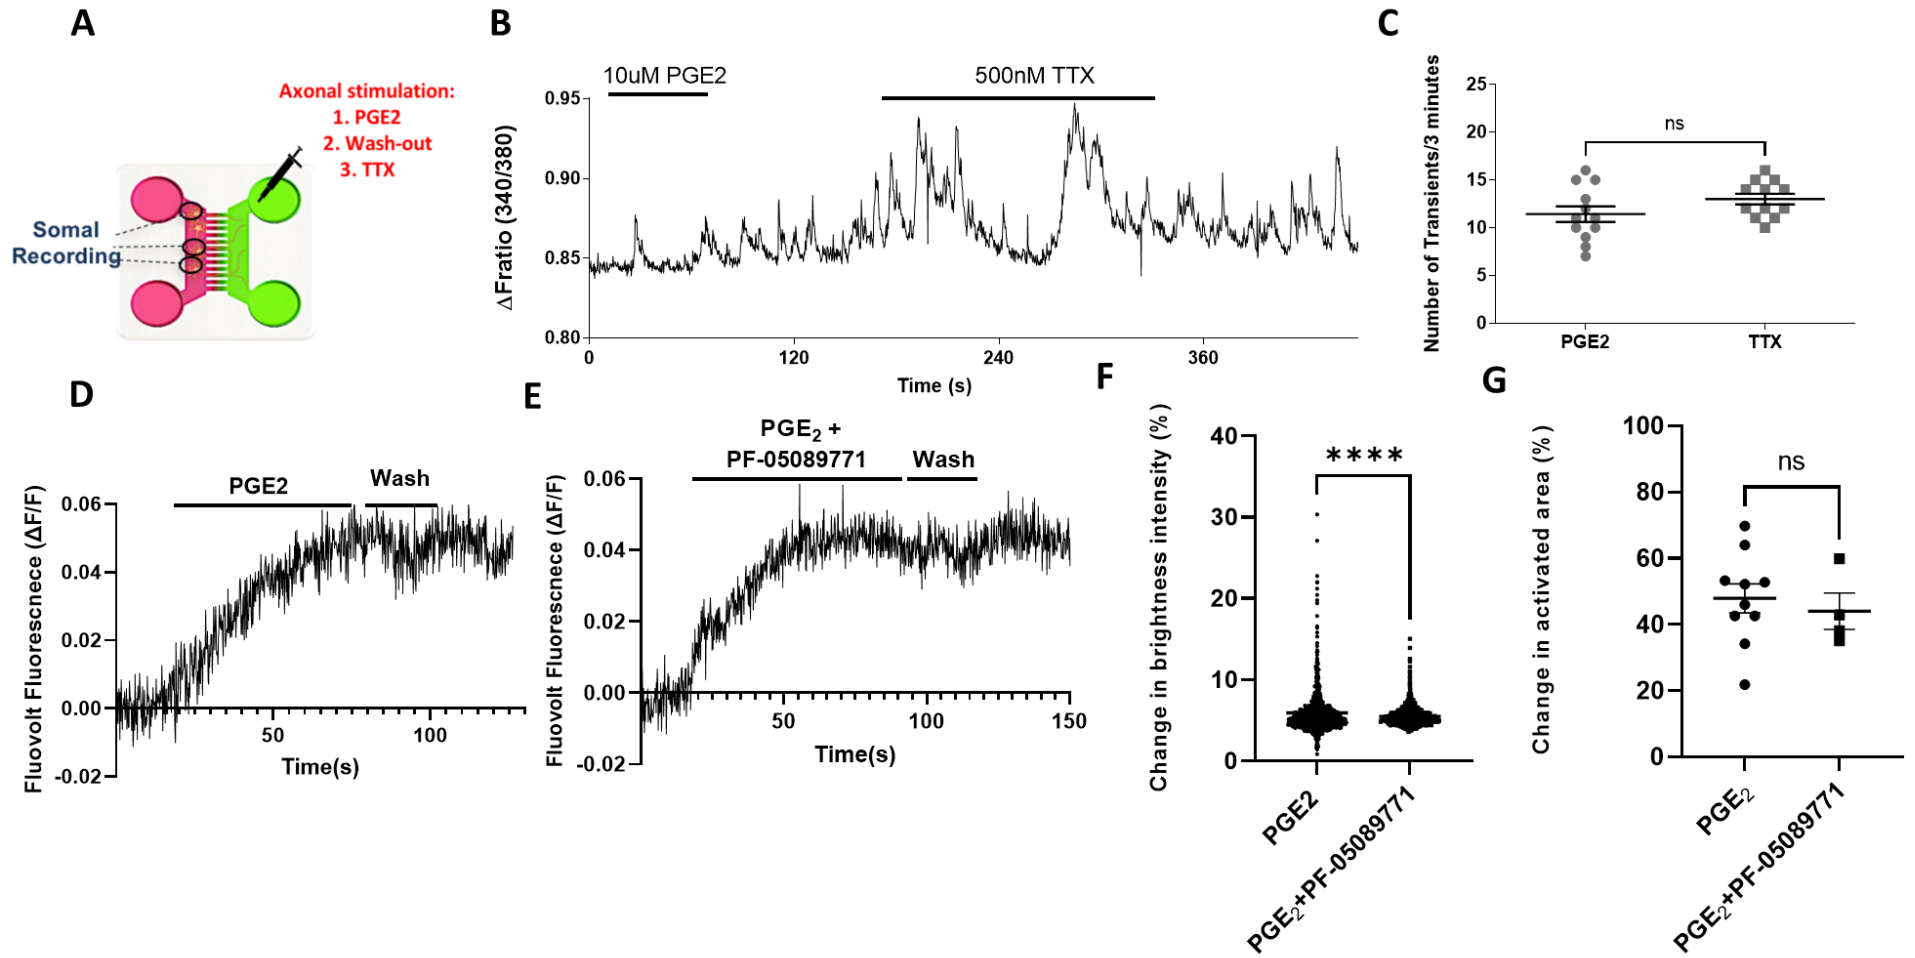 A
Axonal stimulation:
1. PGE2
2. Wash-out
3. TTX
Somal
Recording
B
10uM PGE2
500nM TTX
ΔFratio (340/380)
0.95
0.90
0.85
0.80
0
120
240
360
Time (s)
C
Number of Transients/3 minutes
25
20
15
10
5
0
ns
PGE2
TTX
D
PGE2
Wash
Fluovolt Fluorescnece (ΔF/F)
0.06
0.04
0.02
0.00
-0.02
50
100
Time(s)
E
PGE₂ +
PF-05089771
Wash
Fluovolt Fluorescnece (ΔF/F)
0.06
0.04
0.02
0.00
-0.02
50
100
150
Time(s)
F
Change in brightness intensity (%)
40
30
20
10
0
****
PGE2
PGE₂+PF-05089771
G
Change in activated area (%)
100
80
60
40
20
0
ns
PGE₂
PGE₂+PF-05089771